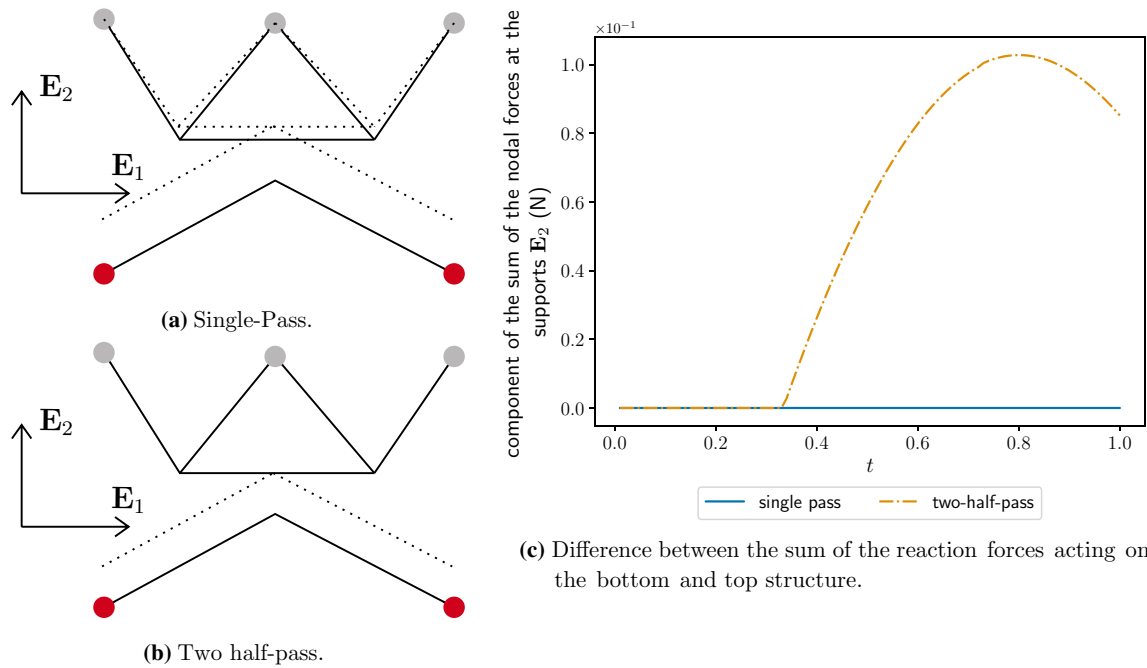 E2
E1
(a) Single-Pass.
E2
E1
(b) Two half-pass.
×10−1
component of the sum of the nodal forces at the
supports E2 (N)
1.0
0.8
0.6
0.4
0.2
0.0
0.0 0.2 0.4 0.6 0.8 1.0
t
single pass two-half-pass
(c) Difference between the sum of the reaction forces acting on
the bottom and top structure.